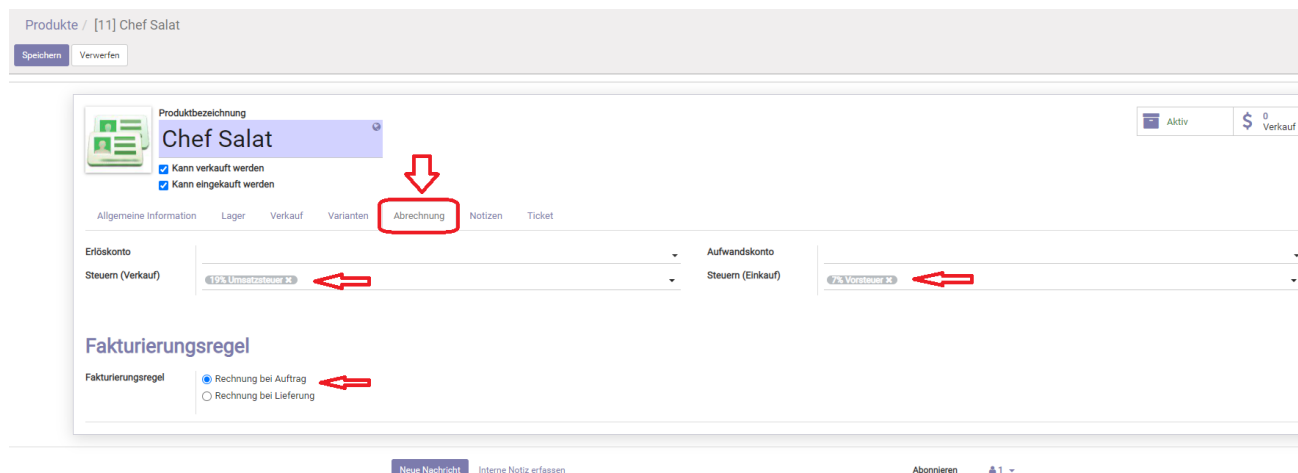 Produkte / [11] Chef Salat
Speichern Verwerfen
Produktbezeichnung
Chef Salat
Aktiv
$ 0 Verkauf
Kann verkauft werden
Kann eingekauft werden
Allgemeine Information Lager Verkauf Varianten Abrechnung Notizen Ticket
Erlöskonto Aufwandskonto
Steuern (Verkauf) 19% Umsatzsteuer x Steuern (Einkauf) 7% Vorsteuer x
Fakturierungsregel
Fakturierungsregel Rechnung bei Auftrag
Rechnung bei Lieferung
Neue Nachricht Interne Notiz erfassen Abonnieren 1